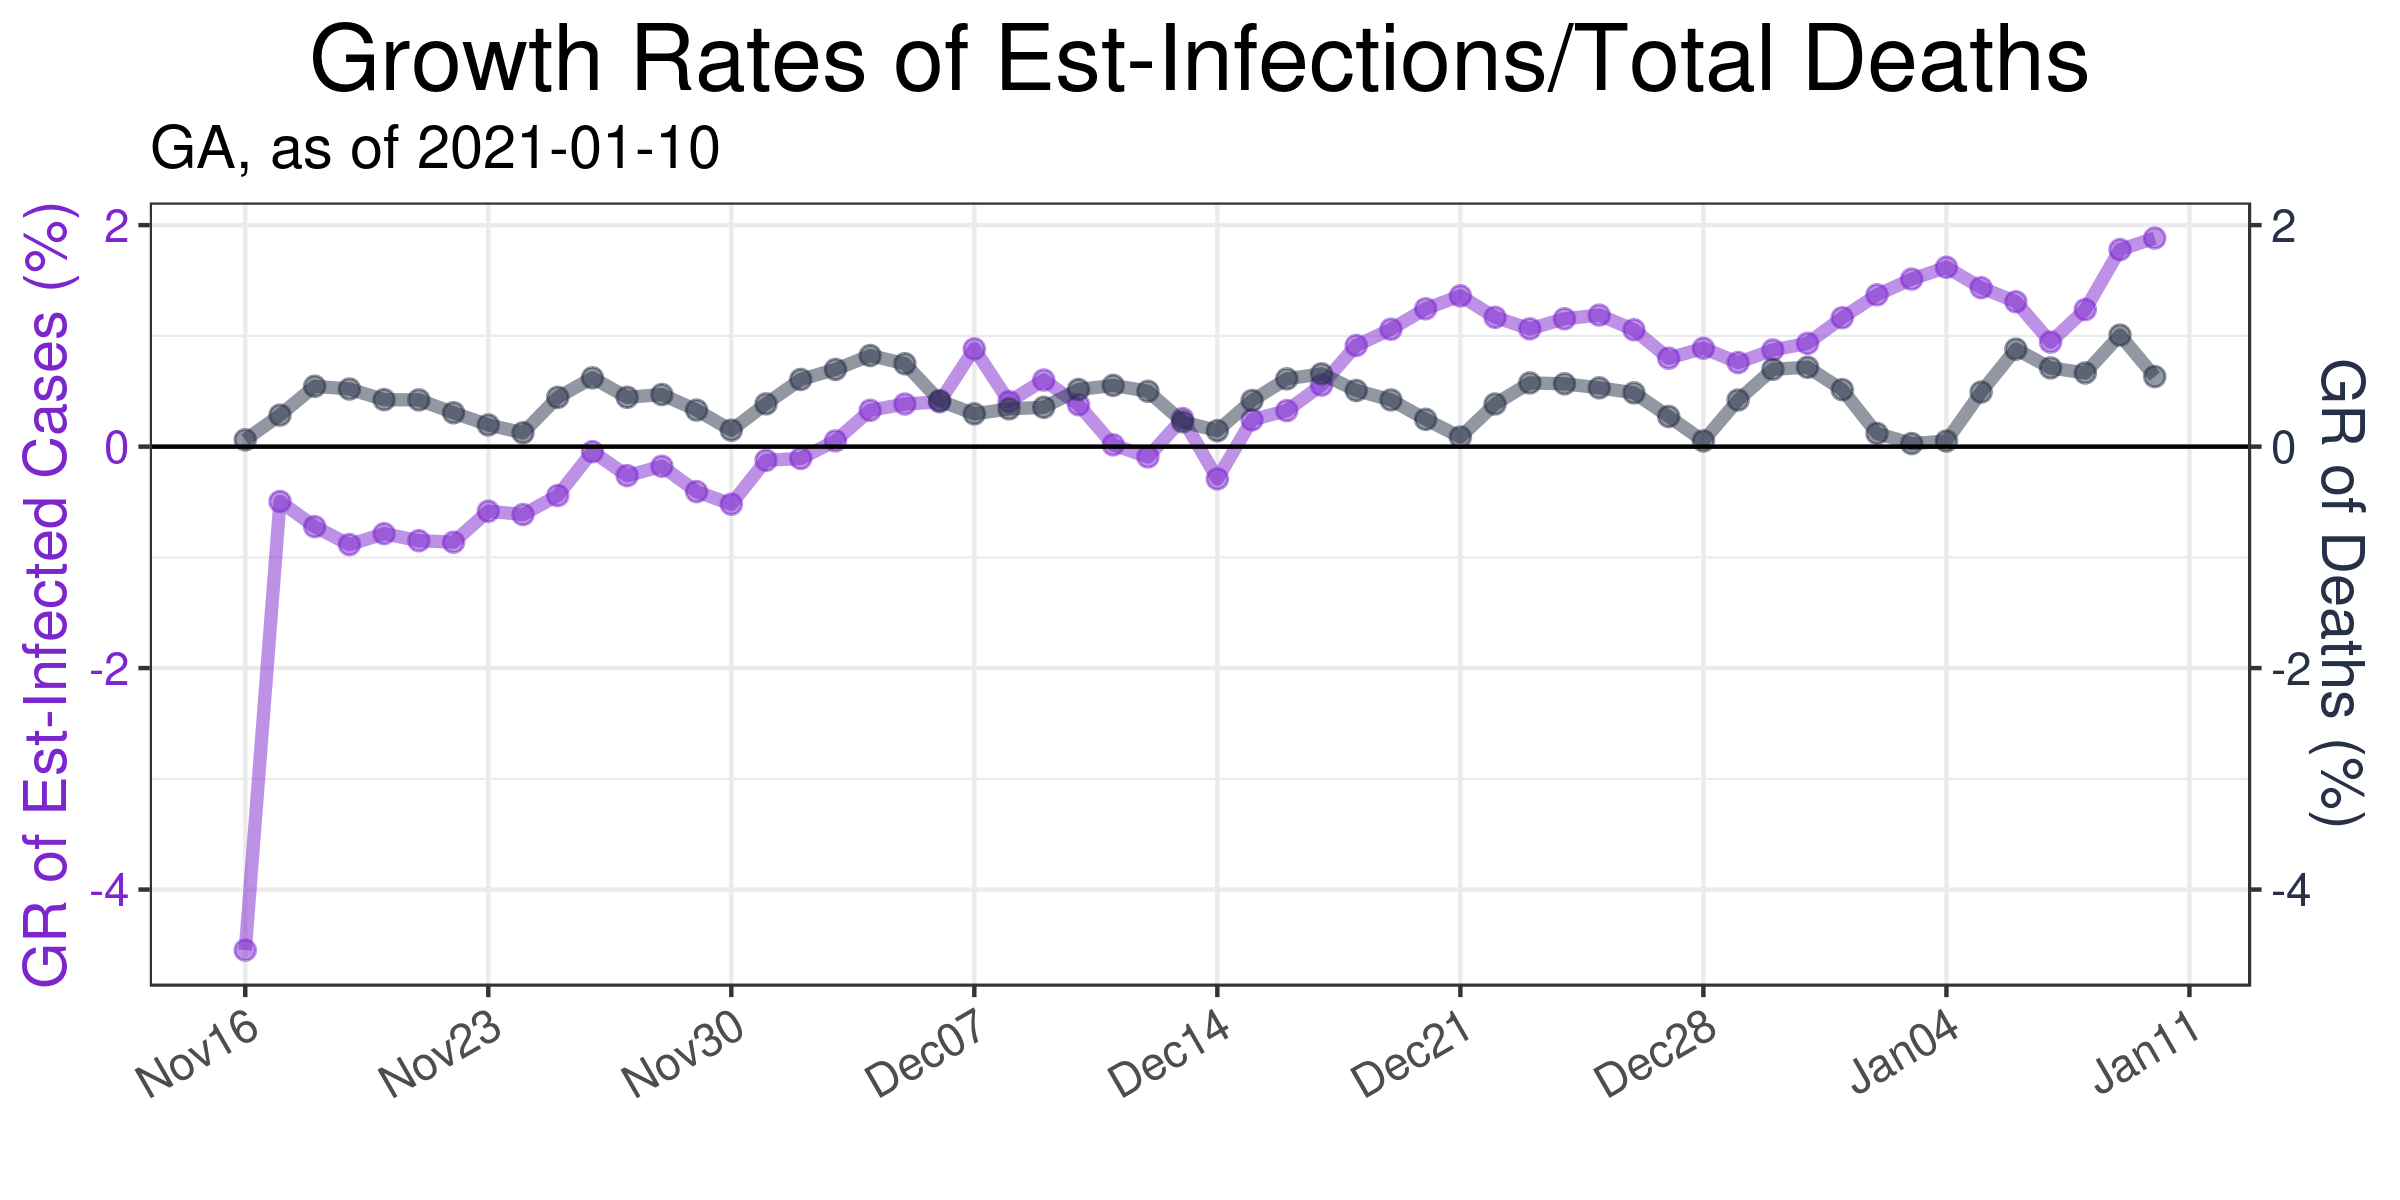 Growth Rates of Est-Infections/Total Deaths
GA, as of 2021-01-10
GR of Est-Infected Cases (%)
2
0
-2
-4
2
0
-2
-4
GR of Deaths (%)
Nov16
Nov23
Nov30
Dec07
Dec14
Dec21
Dec28
Jan04
Jan11